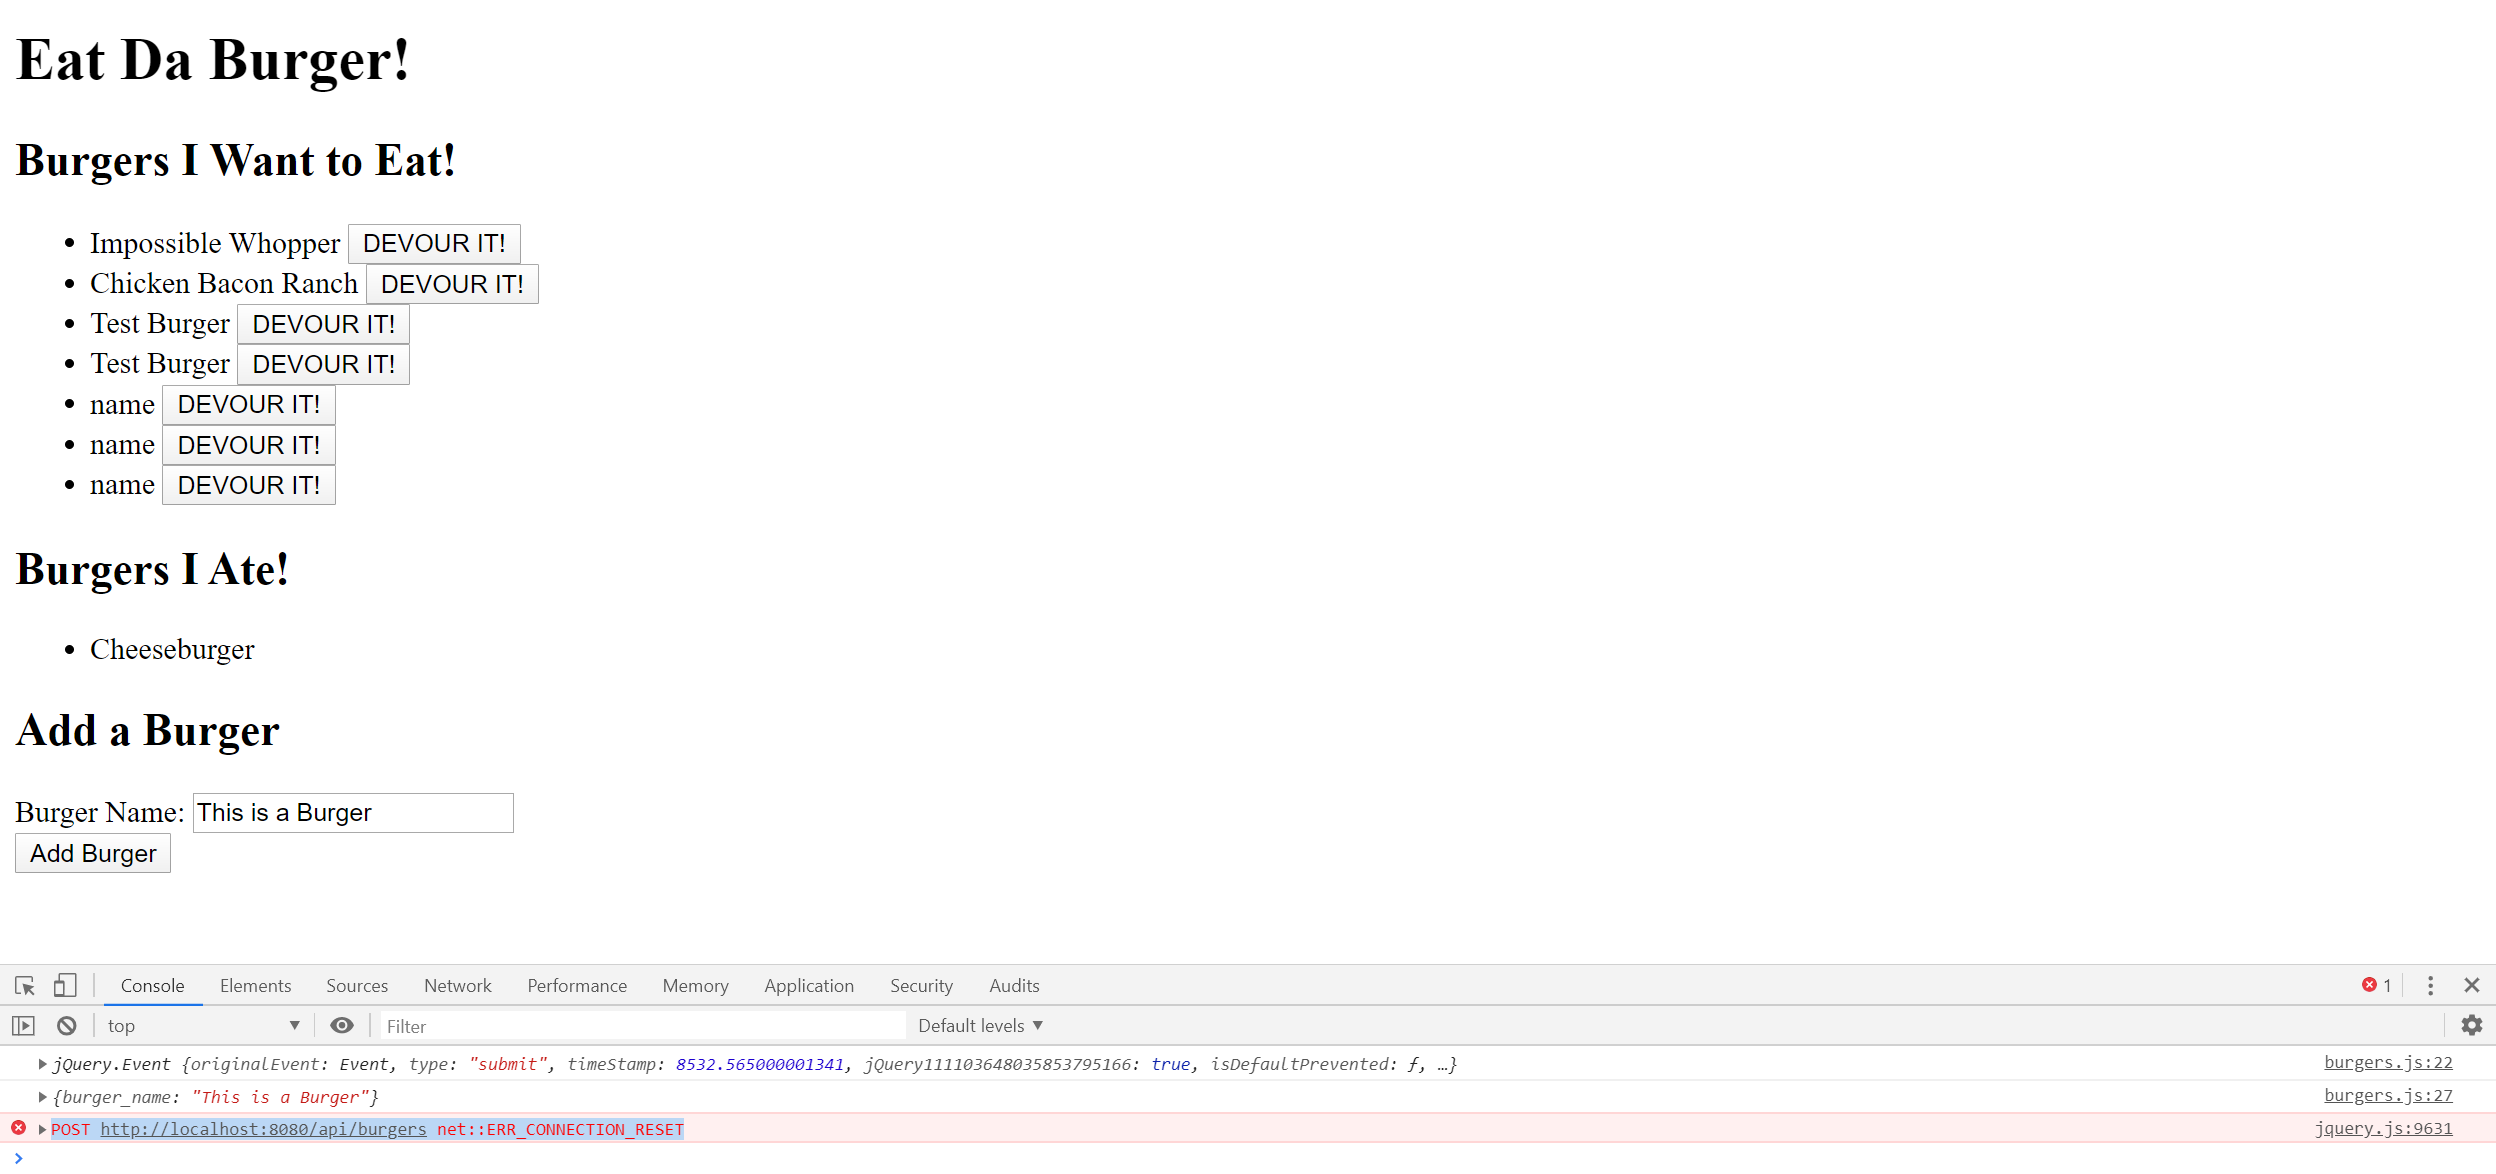 Eat Da Burger!
Burgers I Want to Eat!
Impossible Whopper DEVOUR IT!
Chicken Bacon Ranch DEVOUR IT!
Test Burger DEVOUR IT!
Test Burger DEVOUR IT!
name DEVOUR IT!
name DEVOUR IT!
name DEVOUR IT!
Burgers I Ate!
Cheeseburger
Add a Burger
Burger Name: This is a Burger
Add Burger
Console Elements Sources Network Performance Memory Application Security Audits 1
top Filter Default levels
jQuery.Event {originalEvent: Event, type: "submit", timeStamp: 8532.565000001341, jQuery111103648035853795166: true, isDefaultPrevented: ƒ, …} burgers.js:22
{burger_name: "This is a Burger"} burgers.js:27
POST http://localhost:8080/api/burgers net::ERR_CONNECTION_RESET jquery.js:9631